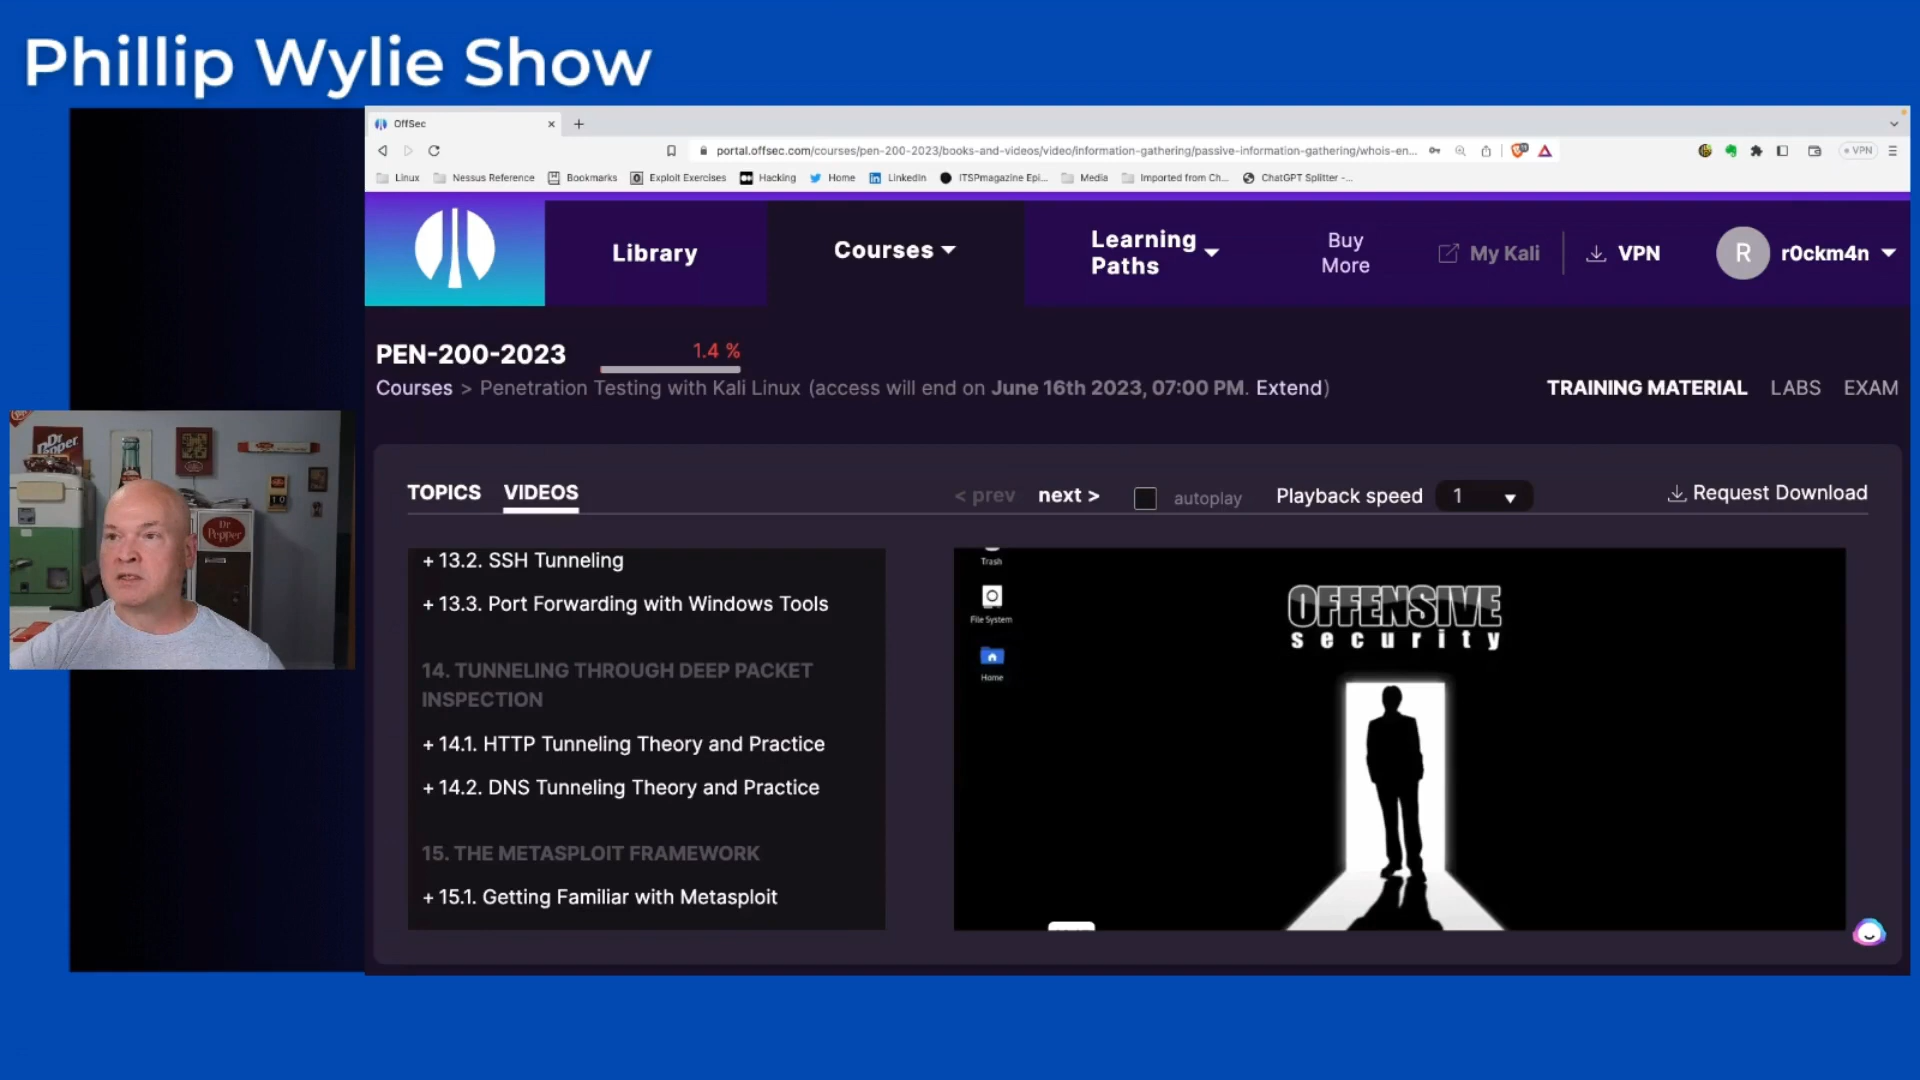 Phillip Wylie Show
OffSec
portal.offsec.com/courses/pen-200-2023/books-and-videos/video/information-gathering/passive-information-gathering/whois-en...
VPN
Linux
Nessus Reference
Bookmarks
Exploit Exercises
Hacking
Home
LinkedIn
ITSPmagazine Epi...
Media
Imported from Ch...
ChatGPT Splitter -...
Library
Courses
Learning
Paths
Buy
More
My Kali
VPN
R
r0ckm4n
PEN-200-2023
1.4 %
Courses > Penetration Testing with Kali Linux (access will end on June 16th 2023, 07:00 PM. Extend)
TRAINING MATERIAL
LABS
EXAM
TOPICS
VIDEOS
< prev
next >
autoplay
Playback speed
1
Request Download
+ 13.2. SSH Tunneling
+ 13.3. Port Forwarding with Windows Tools
14. TUNNELING THROUGH DEEP PACKET
INSPECTION
+ 14.1. HTTP Tunneling Theory and Practice
+ 14.2. DNS Tunneling Theory and Practice
15. THE METASPLOIT FRAMEWORK
+ 15.1. Getting Familiar with Metasploit
Trash
File System
Home
OFFENSIVE
security
Dr
Pepper
Dr
Pepper
10